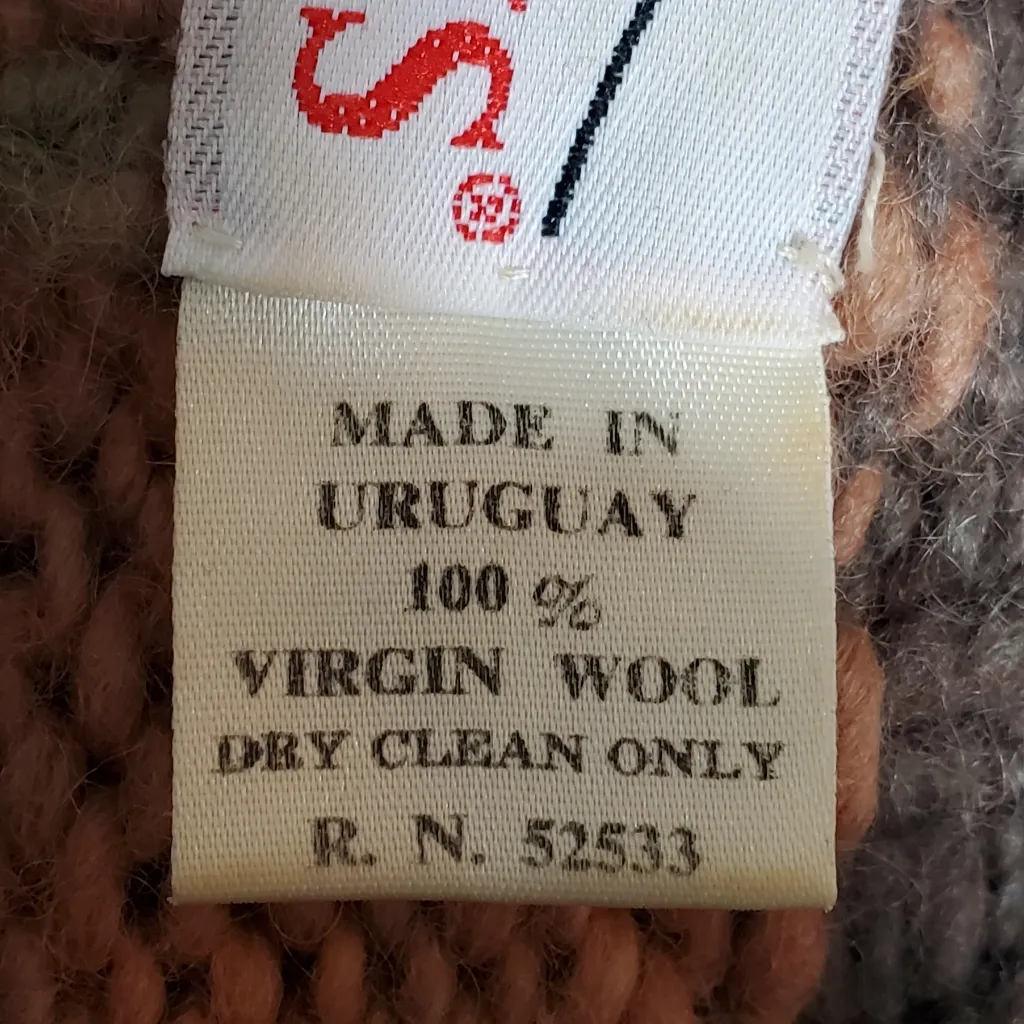 S.
®
MADE IN
URUGUAY
100 %
VIRGIN WOOL
DRY CLEAN ONLY
R. N. 52533